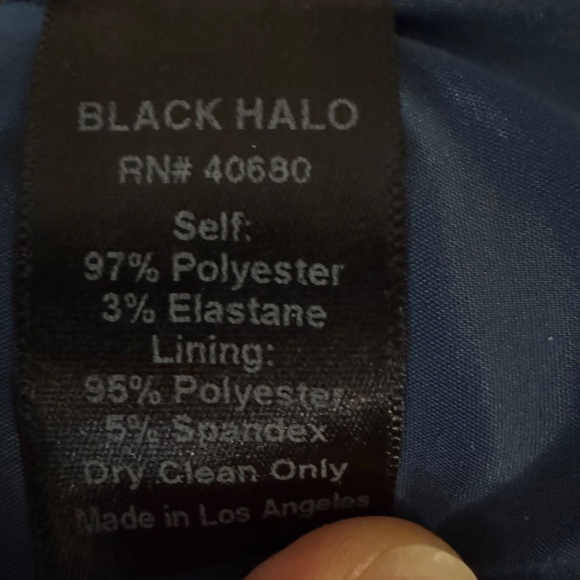 BLACK HALO
RN# 40680
Self:
97% Polyester
3% Elastane
Lining:
95% Polyester
5% Spandex
Dry Clean Only
Made in Los Angeles